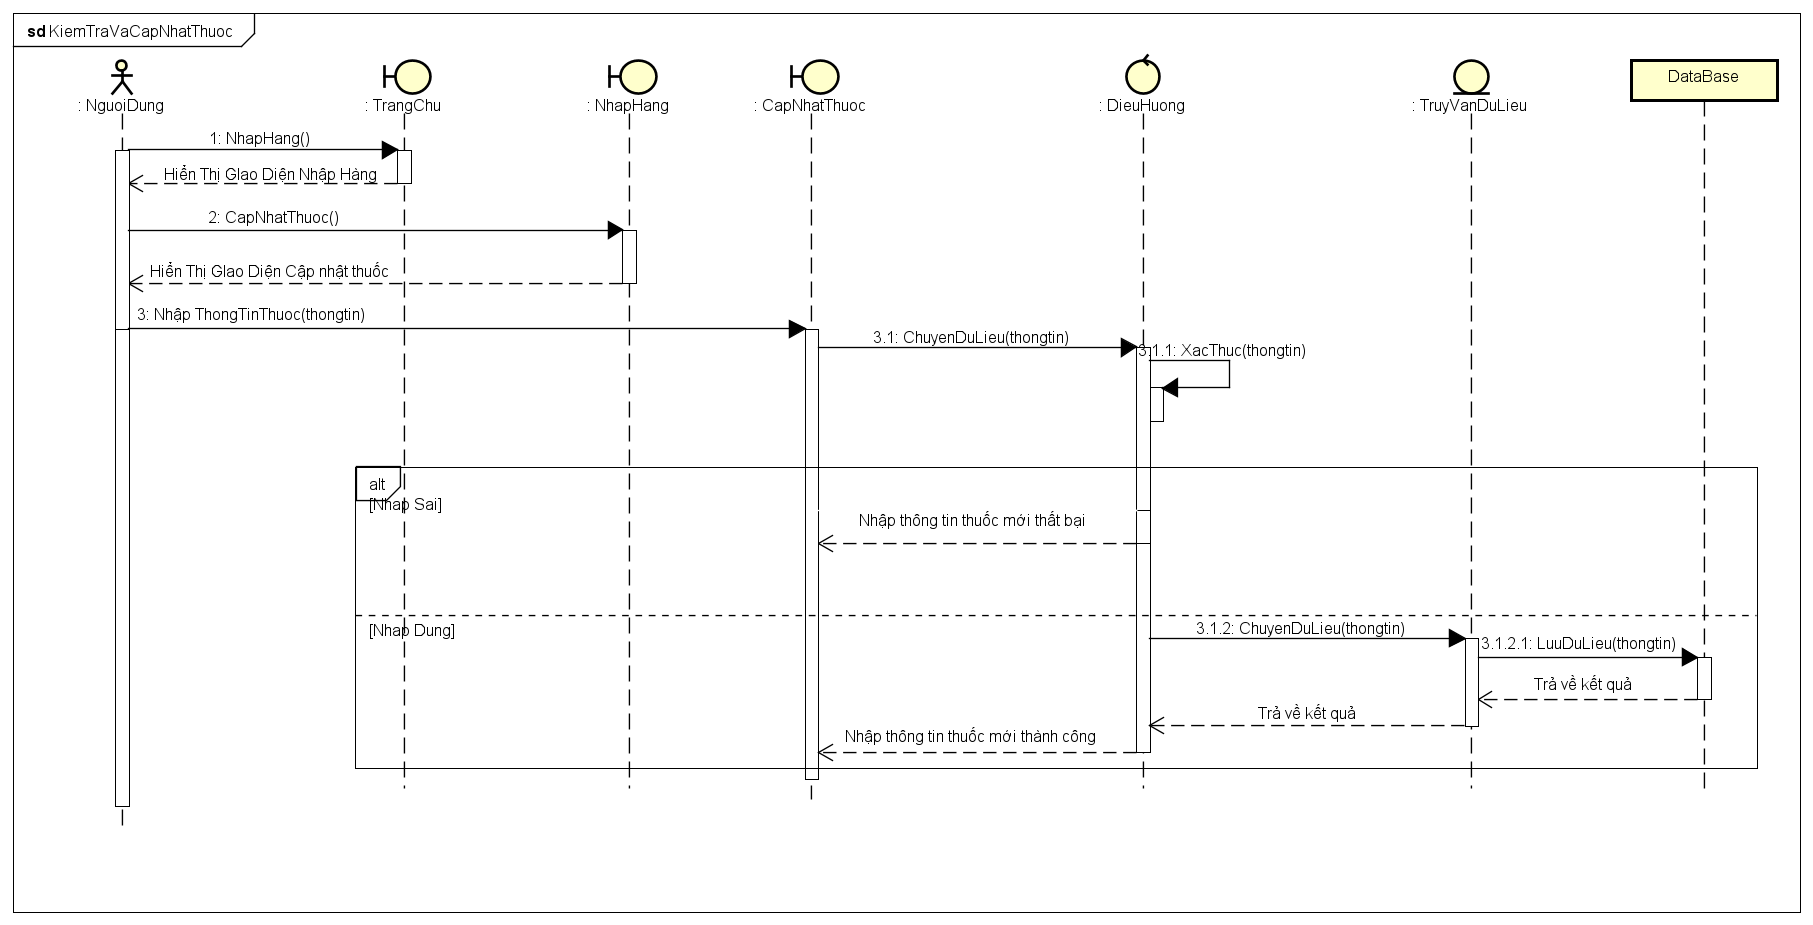 sd KiemTraVaCapNhatThuoc
: NguoiDung
: TrangChu
: NhapHang
: CapNhatThuoc
: DieuHuong
: TruyVanDuLieu
DataBase
1: NhapHang()
Hiển Thị GIao Diện Nhập Hàng
2: CapNhatThuoc()
Hiển Thị GIao Diện Cập nhật thuốc
3: Nhập ThongTinThuoc(thongtin)
3.1: ChuyenDuLieu(thongtin)
3.1.1: XacThuc(thongtin)
alt
[Nhap Sai]
Nhập thông tin thuốc mới thất bại
[Nhap Dung]
3.1.2: ChuyenDuLieu(thongtin)
3.1.2.1: LuuDuLieu(thongtin)
Trả về kết quả
Trả về kết quả
Nhập thông tin thuốc mới thành công